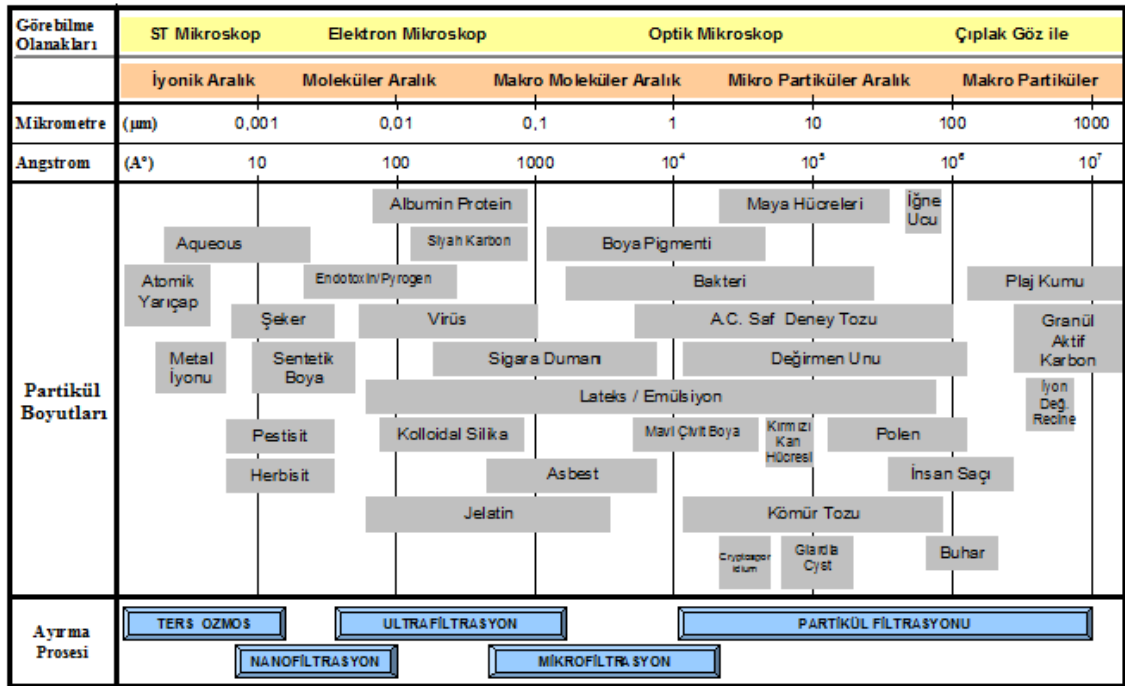 Görebilme
Olanakları
ST Mikroskop Elektron Mikroskop Optik Mikroskop Çıplak Göz ile
İyonik Aralık Moleküler Aralık Makro Moleküler Aralık Mikro Partiküler Aralık Makro Partiküler
Mikrometre (µm) 0,001 0,01 0,1 1 10 100 1000
Angstrom (A°) 10 100 1000 10⁴ 10⁵ 10⁶ 10⁷
Partikül
Boyutları
Albumin Protein Maya Hücreleri
İğne
Ucu
Aqueous Siyah Karbon Boya Pigmenti
Atomik
Yarıçap
Endotoxin/Pyrogen Bakteri Plaj Kumu
Şeker Virüs A.C. Saf Deney Tozu
Granül
Aktif
Karbon
Metal
İyonu
Sentetik
Boya
Sigara Dumanı Değirmen Unu
Lateks / Emülsiyon
İyon
Değ.
Recine
Pestisit Kolloidal Silika Mavi Çivit Boya
Kırmızı
Kan
Hücresi
Polen
Herbisit Asbest İnsan Saçı
Jelatin Kömür Tozu
Cryptospor
idium
Giardia
Cyst
Buhar
Ayırma
Prosesi
TERS OZMOS ULTRAFİLTRASYON PARTİKÜL FİLTRASYONU
NANOFİLTRASYON MİKROFİLTRASYON